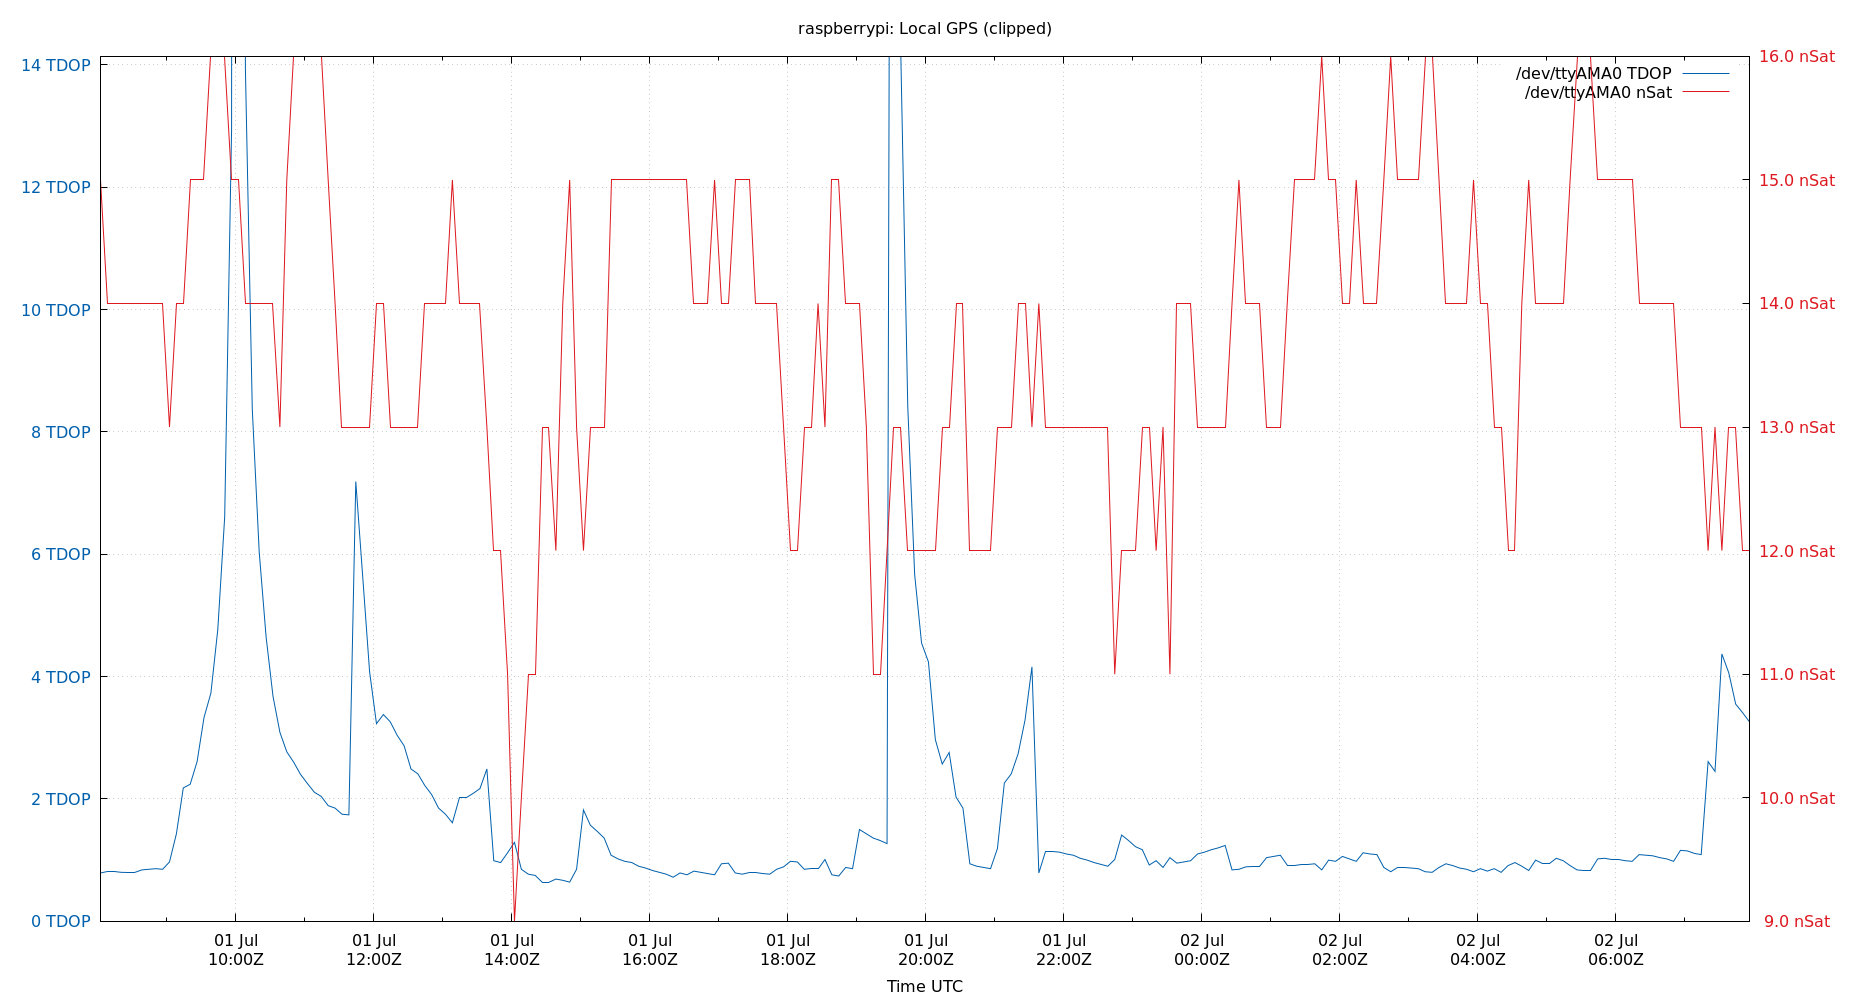 raspberrypi: Local GPS (clipped)
14 TDOP
12 TDOP
10 TDOP
8 TDOP
6 TDOP
4 TDOP
2 TDOP
0 TDOP
/dev/ttyAMA0 TDOP
/dev/ttyAMA0 nSat
16.0 nSat
15.0 nSat
14.0 nSat
13.0 nSat
12.0 nSat
11.0 nSat
10.0 nSat
9.0 nSat
01 Jul 01 Jul 01 Jul 01 Jul 01 Jul 01 Jul 01 Jul 02 Jul 02 Jul 02 Jul 02 Jul
10:00Z 12:00Z 14:00Z 16:00Z 18:00Z 20:00Z 22:00Z 00:00Z 02:00Z 04:00Z 06:00Z
Time UTC